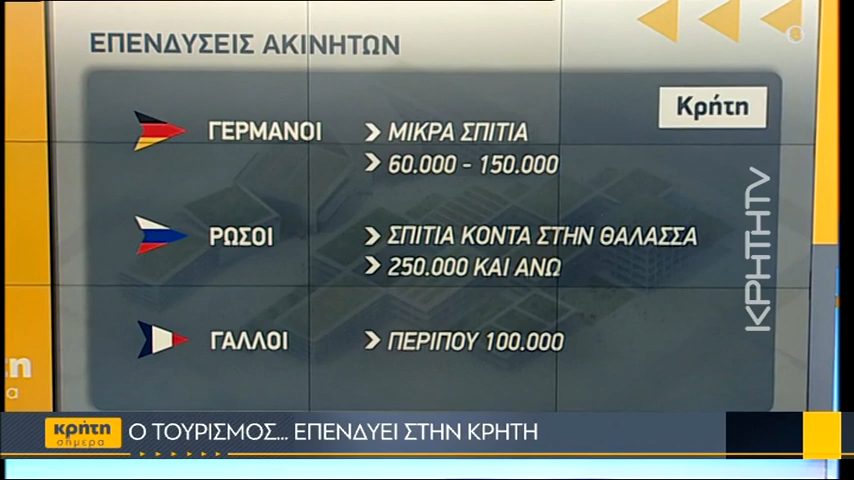 ΕΠΕΝΔΥΣΕΙΣ ΑΚΙΝΗΤΩΝ
Κρήτη
ΓΕΡΜΑΝΟΙ
ΜΙΚΡΑ ΣΠΙΤΙΑ
60.000 - 150.000
ΡΩΣΟΙ
ΣΠΙΤΙΑ ΚΟΝΤΑ ΣΤΗΝ ΘΑΛΑΣΣΑ
250.000 ΚΑΙ ΑΝΩ
ΓΑΛΛΟΙ
ΠΕΡΙΠΟΥ 100.000
ΚΡΗΤΗTV
κρήτη
σήμερα
Ο ΤΟΥΡΙΣΜΟΣ... ΕΠΕΝΔΥΕΙ ΣΤΗΝ ΚΡΗΤΗ